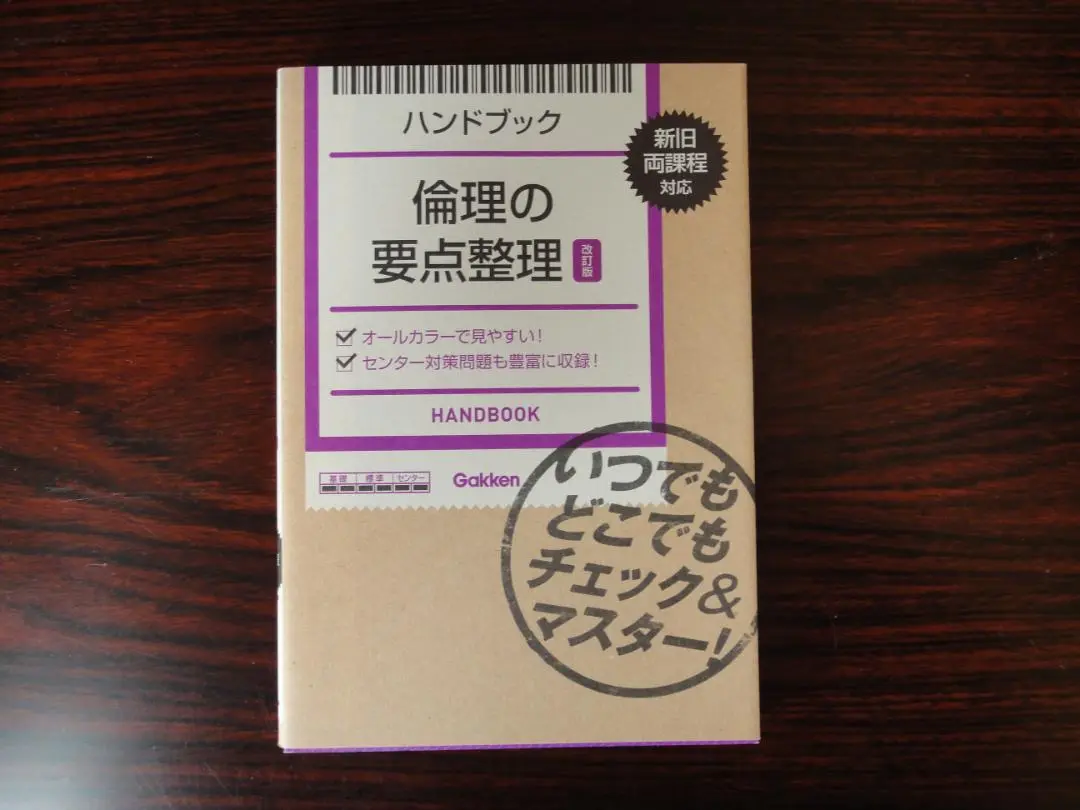 ハンドブック
新旧
両課程
対応
倫理の
要点整理
改訂版
オールカラーで見やすい！
センター対策問題も豊富に収録！
HANDBOOK
基礎 標準 センター
Gakken
いつでも
どこでも
チェック&
マスター！